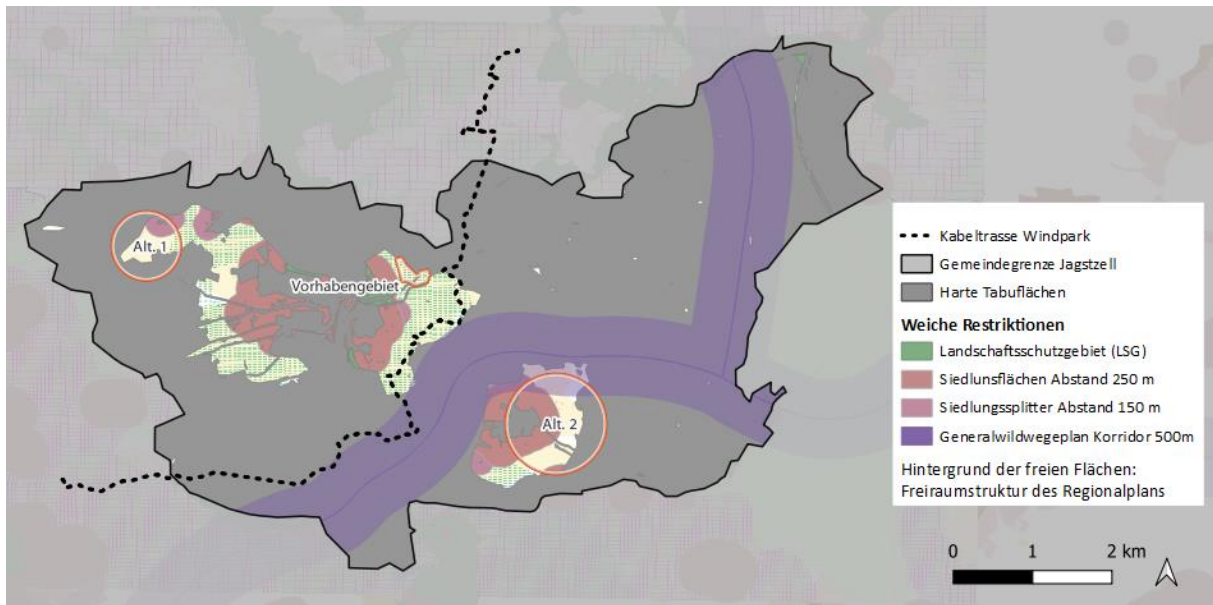 Alt. 1
Vorhabengebiet
Alt. 2
Kabeltrasse Windpark
Gemeindegrenze Jagstzell
Harte Tabuflächen
Weiche Restriktionen
Landschaftsschutzgebiet (LSG)
Siedlunsflächen Abstand 250 m
Siedlungssplitter Abstand 150 m
Generalwildwegeplan Korridor 500m
Hintergrund der freien Flächen:
Freiraumstruktur des Regionalplans
0 1 2 km